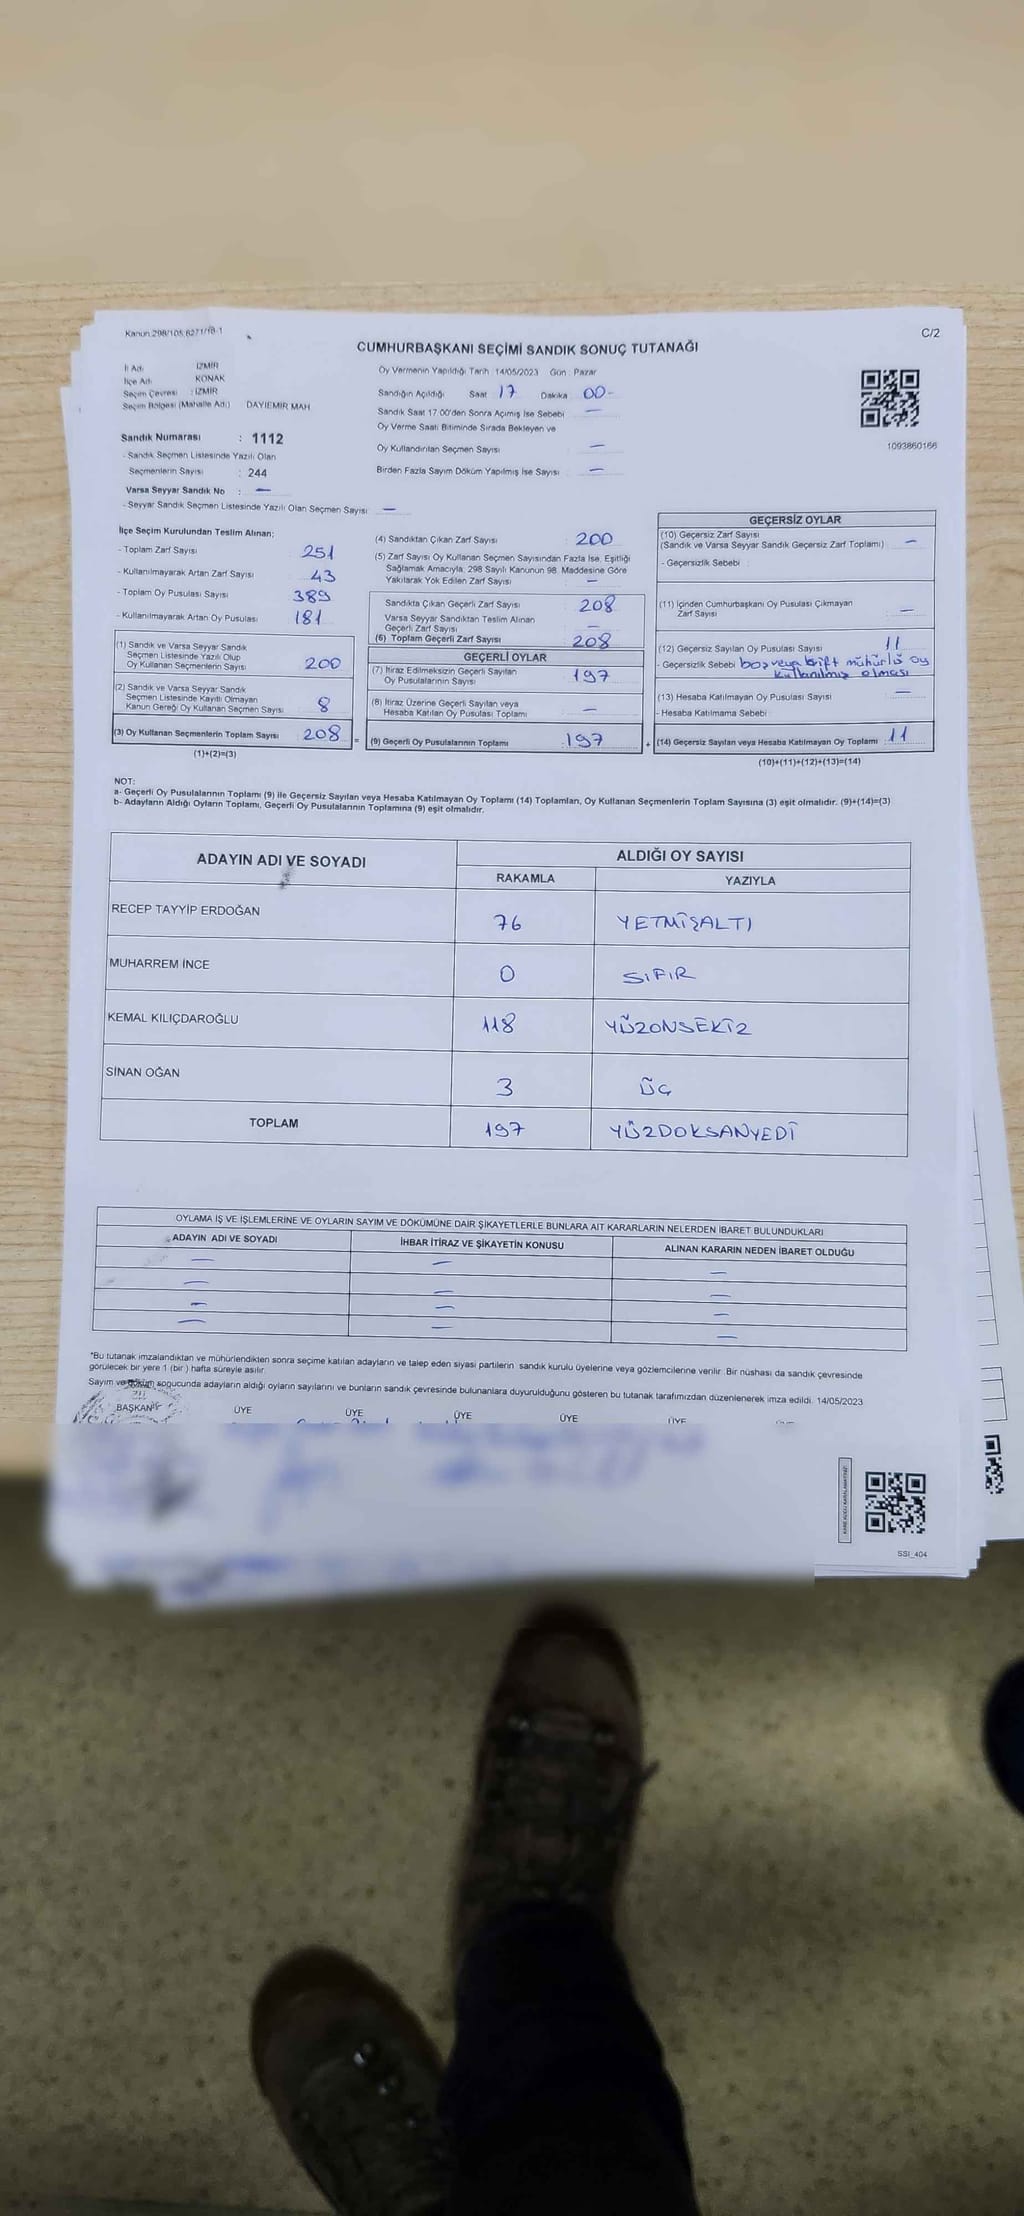 Kanun:298/105;6271/18-1
C/2
CUMHURBAŞKANI SEÇİMİ SANDIK SONUÇ TUTANAĞI
İl Adı : İZMİR
İlçe Adı : KONAK
Seçim Çevresi : İZMİR
Seçim Bölgesi (Mahalle Adı) DAYIEMİR MAH
Sandık Numarası : 1112
- Sandık Seçmen Listesinde Yazılı Olan
Seçmenlerin Sayısı : 244
Varsa Seyyar Sandık No : —
- Seyyar Sandık Seçmen Listesinde Yazılı Olan Seçmen Sayısı : —
Oy Vermenin Yapıldığı Tarih : 14/05/2023 Gün : Pazar
Sandığın Açıldığı Saat 17 Dakika 00-
Sandık Saat 17.00'den Sonra Açımış İse Sebebi —
Oy Verme Saati Bitiminde Sırada Bekleyen ve
Oy Kullandırılan Seçmen Sayısı —
Birden Fazla Sayım Döküm Yapılmış İse Sayısı —
1093860166
İlçe Seçim Kurulundan Teslim Alınan;
- Toplam Zarf Sayısı 251
- Kullanılmayarak Artan Zarf Sayısı 43
- Toplam Oy Pusulası Sayısı 389
- Kullanılmayarak Artan Oy Pusulası 181
(1) Sandık ve Varsa Seyyar Sandık
Seçmen Listesinde Yazılı Olup
Oy Kullanan Seçmenlerin Sayısı 200
(2) Sandık ve Varsa Seyyar Sandık
Seçmen Listesinde Kayıtlı Olmayan
Kanun Gereği Oy Kullanan Seçmen Sayısı 8
(3) Oy Kullanan Seçmenlerin Toplam Sayısı 208
(1)+(2)=(3)
(4) Sandıktan Çıkan Zarf Sayısı 200
(5) Zarf Sayısı Oy Kullanan Seçmen Sayısından Fazla İse, Eşitliği
Sağlamak Amacıyla, 298 Sayılı Kanunun 98. Maddesine Göre
Yakılarak Yok Edilen Zarf Sayısı —
Sandıkta Çıkan Geçerli Zarf Sayısı 208
Varsa Seyyar Sandıktan Teslim Alınan
Geçerli Zarf Sayısı —
(6) Toplam Geçerli Zarf Sayısı 208
GEÇERLİ OYLAR
(7) İtiraz Edilmeksizin Geçerli Sayılan
Oy Pusulalarının Sayısı 197
(8) İtiraz Üzerine Geçerli Sayılan veya
Hesaba Katılan Oy Pusulası Toplamı —
= (9) Geçerli Oy Pusulalarının Toplamı 197
GEÇERSİZ OYLAR
(10) Geçersiz Zarf Sayısı
(Sandık ve Varsa Seyyar Sandık Geçersiz Zarf Toplamı) —
- Geçersizlik Sebebi :
(11) İçinden Cumhurbaşkanı Oy Pusulası Çıkmayan
Zarf Sayısı —
(12) Geçersiz Sayılan Oy Pusulası Sayısı 11
- Geçersizlik Sebebi boş veya çift mühürlü oy
kullanılmış olması
(13) Hesaba Katılmayan Oy Pusulası Sayısı —
- Hesaba Katılmama Sebebi
+ (14) Geçersiz Sayılan veya Hesaba Katılmayan Oy Toplamı 11
(10)+(11)+(12)+(13)=(14)
NOT:
a- Geçerli Oy Pusulalarının Toplamı (9) ile Geçersiz Sayılan veya Hesaba Katılmayan Oy Toplamı (14) Toplamları, Oy Kullanan Seçmenlerin Toplam Sayısına (3) eşit olmalıdır. (9)+(14)=(3)
b- Adayların Aldığı Oyların Toplamı, Geçerli Oy Pusulalarının Toplamına (9) eşit olmalıdır.
ADAYIN ADI VE SOYADI ALDIĞI OY SAYISI
RAKAMLA YAZIYLA
RECEP TAYYİP ERDOĞAN 76 YETMİŞALTI
MUHARREM İNCE 0 SIFIR
KEMAL KILIÇDAROĞLU 118 YÜZONSEKİZ
SİNAN OĞAN 3 ÜÇ
TOPLAM 197 YÜZDOKSANYEDİ
OYLAMA İŞ VE İŞLEMLERİNE VE OYLARIN SAYIM VE DÖKÜMÜNE DAİR ŞİKAYETLERLE BUNLARA AİT KARARLARIN NELERDEN İBARET BULUNDUKLARI
ADAYIN ADI VE SOYADI İHBAR İTİRAZ VE ŞİKAYETİN KONUSU ALINAN KARARIN NEDEN İBARET OLDUĞU
— — —
— — —
— — —
— — —
*Bu tutanak imzalandıktan ve mühürlendikten sonra seçime katılan adayların ve talep eden siyasi partilerin sandık kurulu üyelerine veya gözlemcilerine verilir. Bir nüshası da sandık çevresinde
görülecek bir yere 1 (bir) hafta süreyle asılır.
Sayım ve döküm sonucunda adayların aldığı oyların sayılarını ve bunların sandık çevresinde bulunanlara duyurulduğunu gösteren bu tutanak tarafımızdan düzenlenerek imza edildi. 14/05/2023
BAŞKAN ÜYE ÜYE ÜYE ÜYE ÜYE
SSI_404